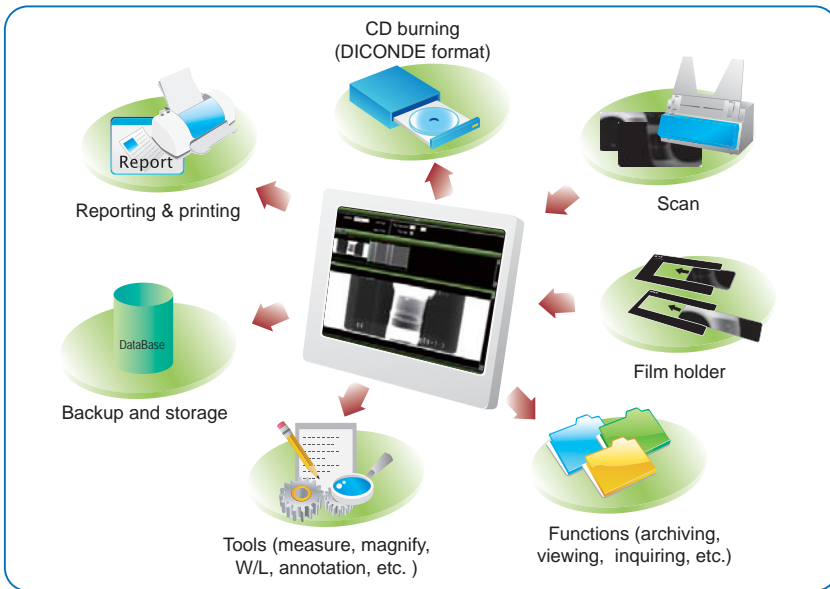 CD burning
(DICONDE format)
Report
Reporting & printing
Scan
DataBase
Backup and storage
Film holder
Tools (measure, magnify,
W/L, annotation, etc. )
Functions (archiving,
viewing, inquiring, etc.)